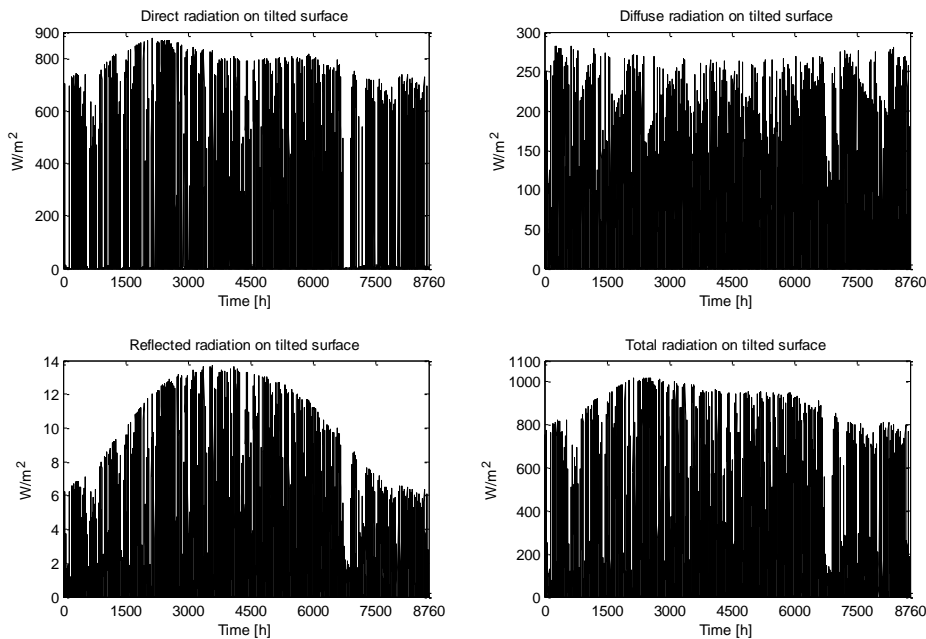 Direct radiation on tilted surface
900
800
600
400
200
0
W/m²
0 1500 3000 4500 6000 7500 8760
Time [h]
Diffuse radiation on tilted surface
300
250
200
150
100
50
0
W/m²
0 1500 3000 4500 6000 7500 8760
Time [h]
Reflected radiation on tilted surface
14
12
10
8
6
4
2
0
W/m²
0 1500 3000 4500 6000 7500 8760
Time [h]
Total radiation on tilted surface
1100
1000
800
600
400
200
0
W/m²
0 1500 3000 4500 6000 7500 8760
Time [h]